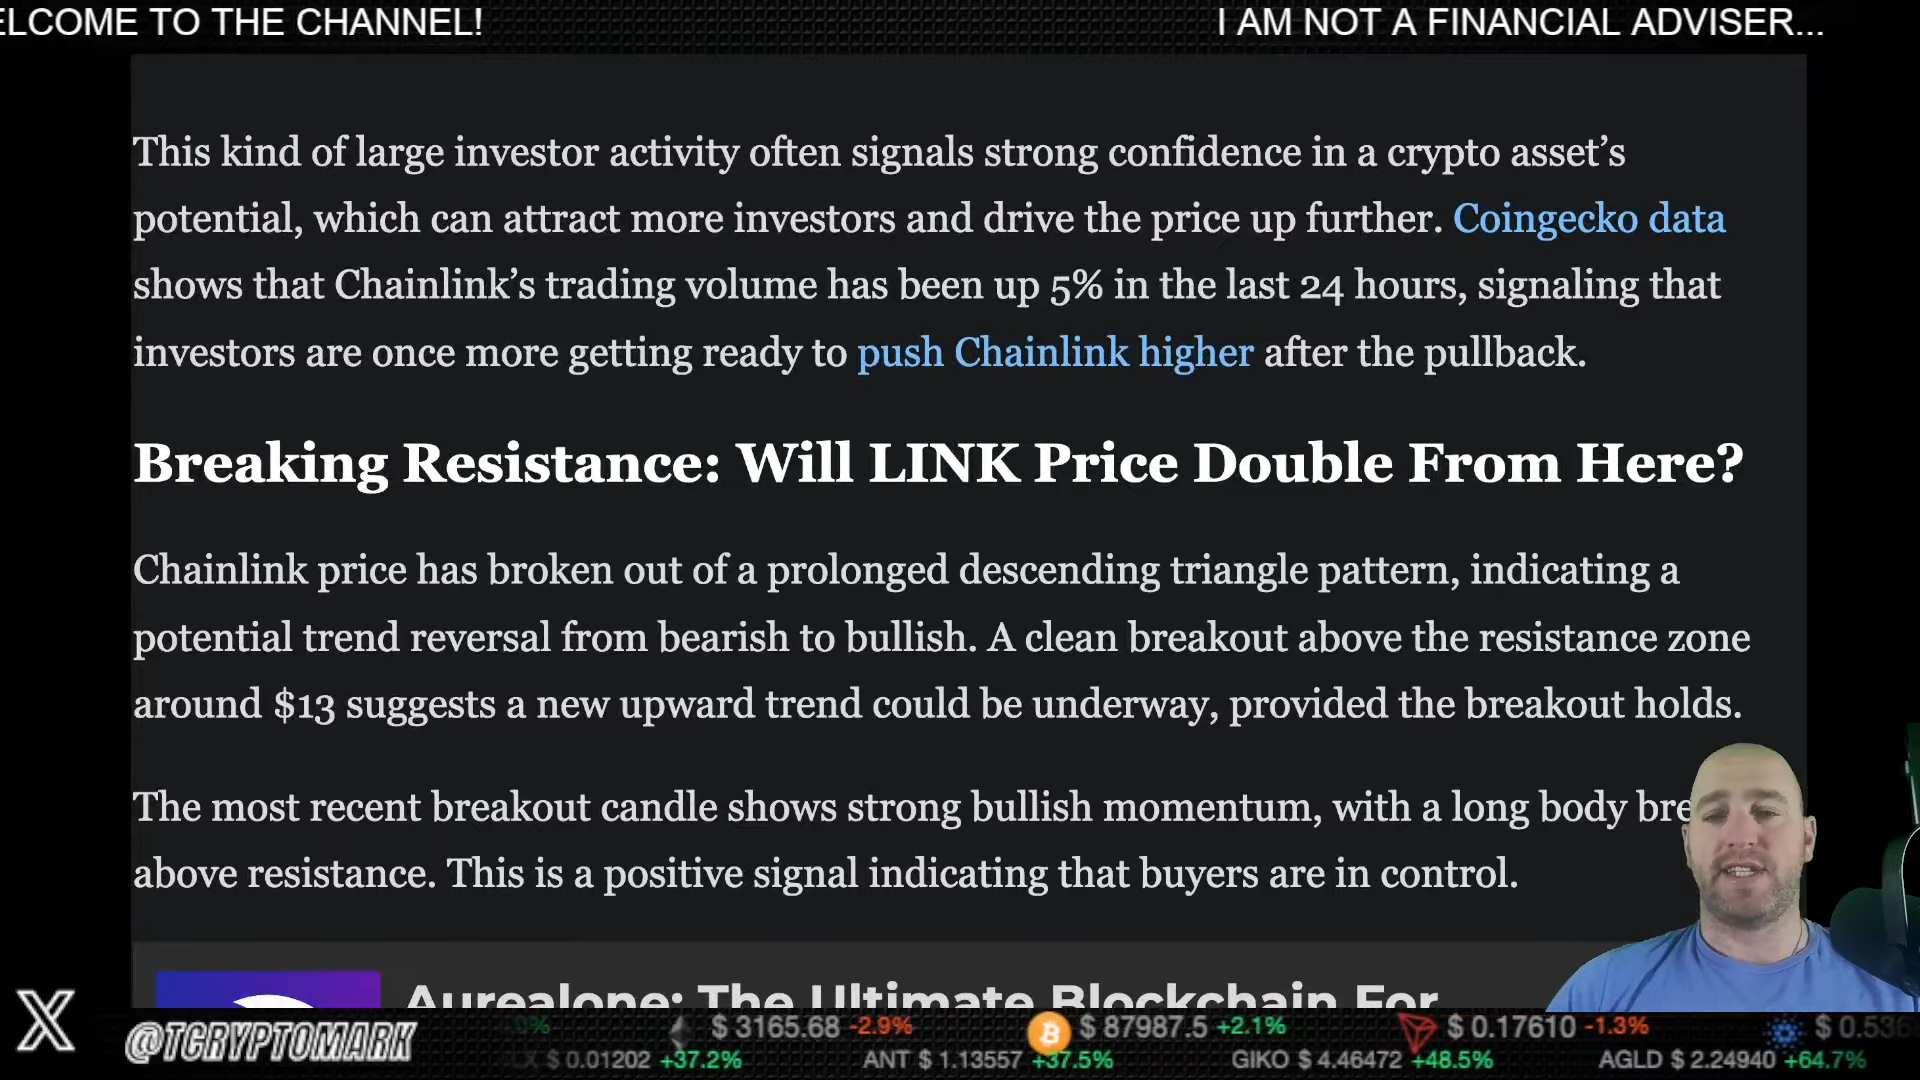 ELCOME TO THE CHANNEL!
I AM NOT A FINANCIAL ADVISER...
This kind of large investor activity often signals strong confidence in a crypto asset’s
potential, which can attract more investors and drive the price up further. Coingecko data
shows that Chainlink’s trading volume has been up 5% in the last 24 hours, signaling that
investors are once more getting ready to push Chainlink higher after the pullback.
Breaking Resistance: Will LINK Price Double From Here?
Chainlink price has broken out of a prolonged descending triangle pattern, indicating a
potential trend reversal from bearish to bullish. A clean breakout above the resistance zone
around $13 suggests a new upward trend could be underway, provided the breakout holds.
The most recent breakout candle shows strong bullish momentum, with a long body bre
above resistance. This is a positive signal indicating that buyers are in control.
Aurealone: The Ultimate Blockchain For
X @TCRYPTOMARK
$ 3165.68 -2.9% $ 87987.5 +2.1% $ 0.17610 -1.3% $ 0.536
$ 0.01202 +37.2% ANT $ 1.13557 +37.5% GIKO $ 4.46472 +48.5% AGLD $ 2.24940 +64.7%